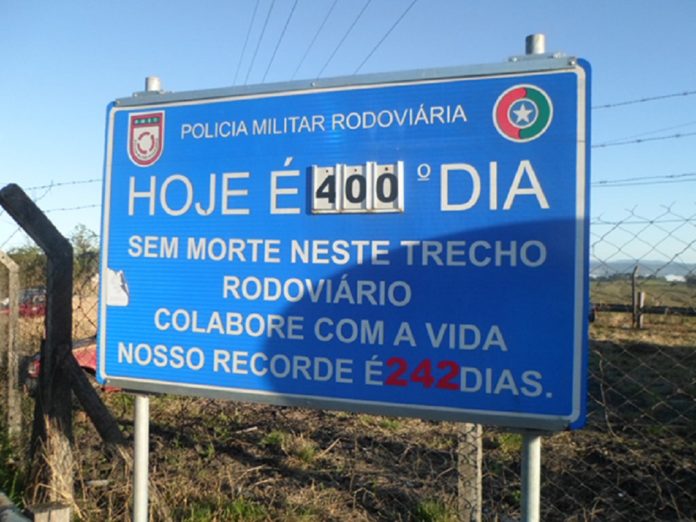 POLICIA MILITAR RODOVIÁRIA
HOJE É 400 º DIA
SEM MORTE NESTE TRECHO
RODOVIÁRIO
COLABORE COM A VIDA
NOSSO RECORDE É 242 DIAS.